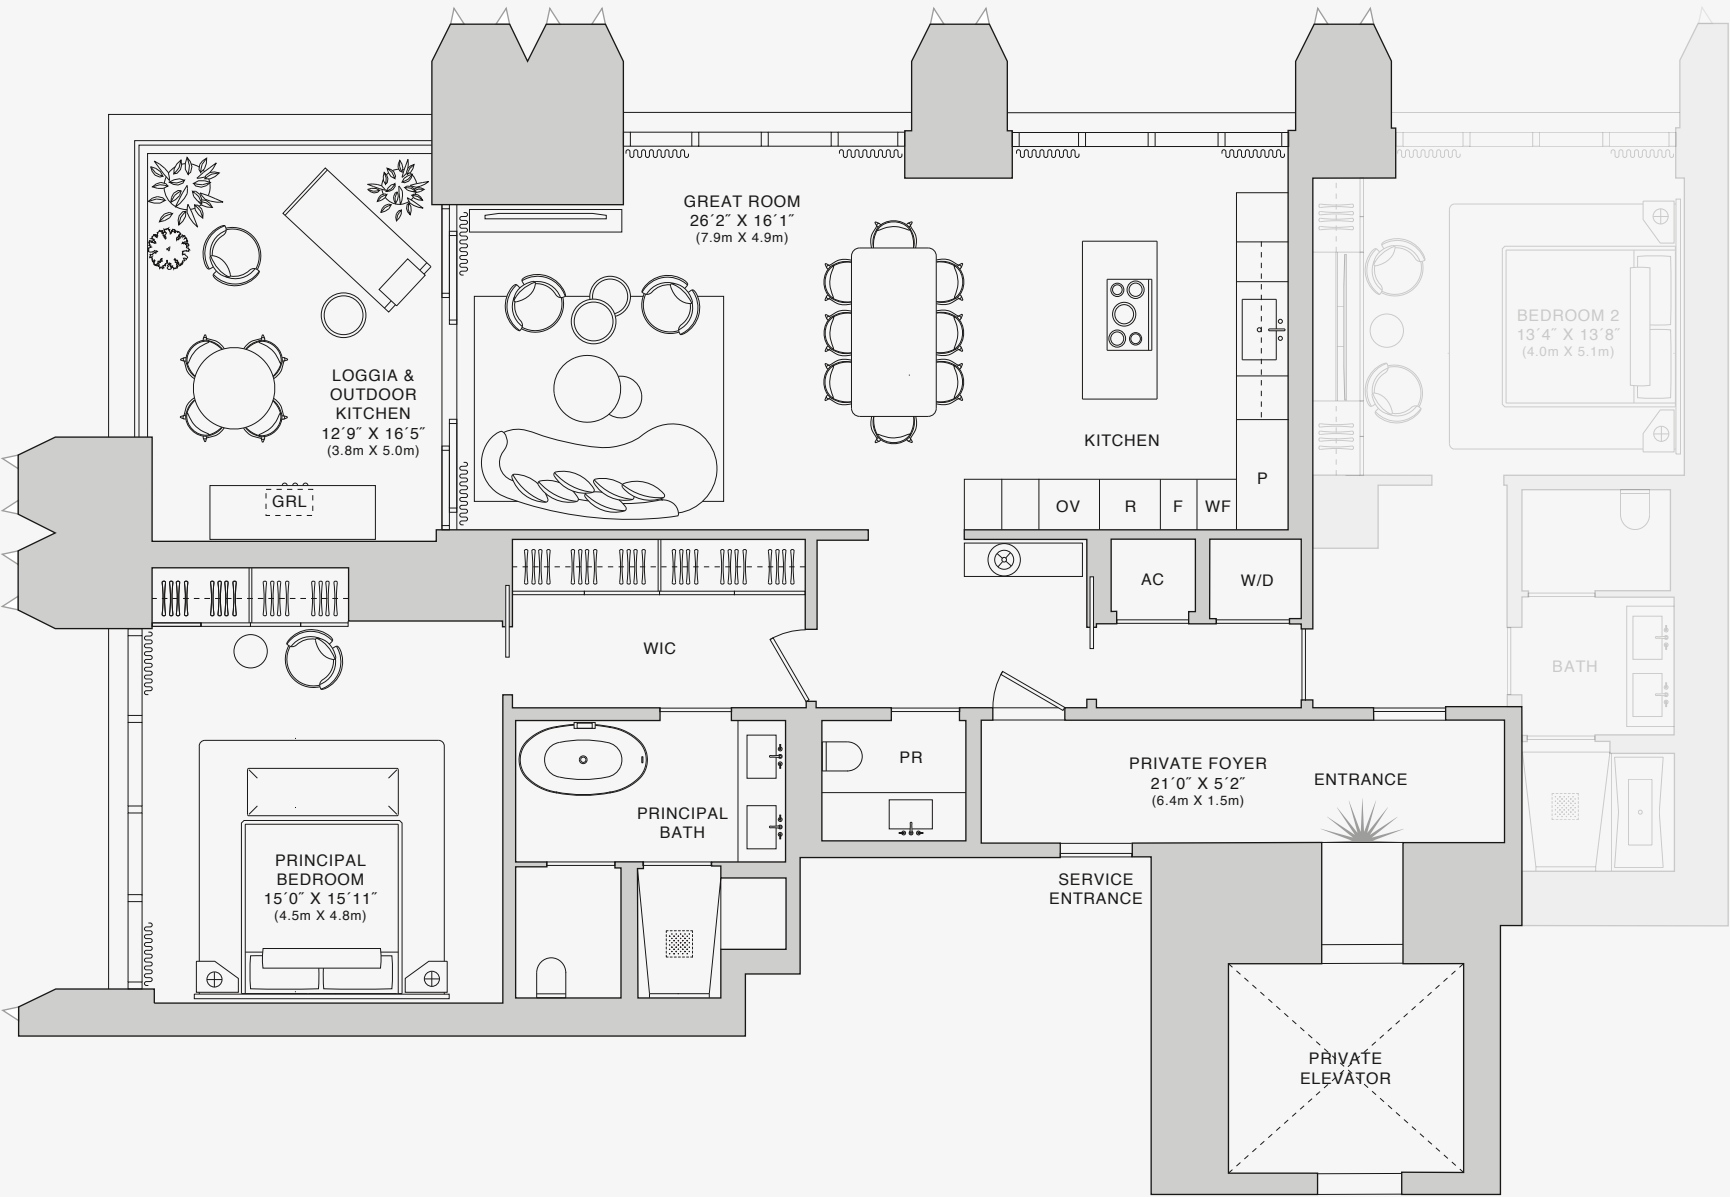 GREAT ROOM
26´2˝ X 16´1˝
(7.9m X 4.9m)
LOGGIA &
OUTDOOR
KITCHEN
12´9˝ X 16´5˝
(3.8m X 5.0m)
GRL
KITCHEN
OV
R
F
WF
P
BEDROOM 2
13´4˝ X 13´8˝
(4.0m X 5.1m)
AC
W/D
WIC
BATH
PR
PRIVATE FOYER
21´0˝ X 5´2˝
(6.4m X 1.5m)
ENTRANCE
PRINCIPAL
BATH
PRINCIPAL
BEDROOM
15´0˝ X 15´11˝
(4.5m X 4.8m)
SERVICE
ENTRANCE
PRIVATE
ELEVATOR